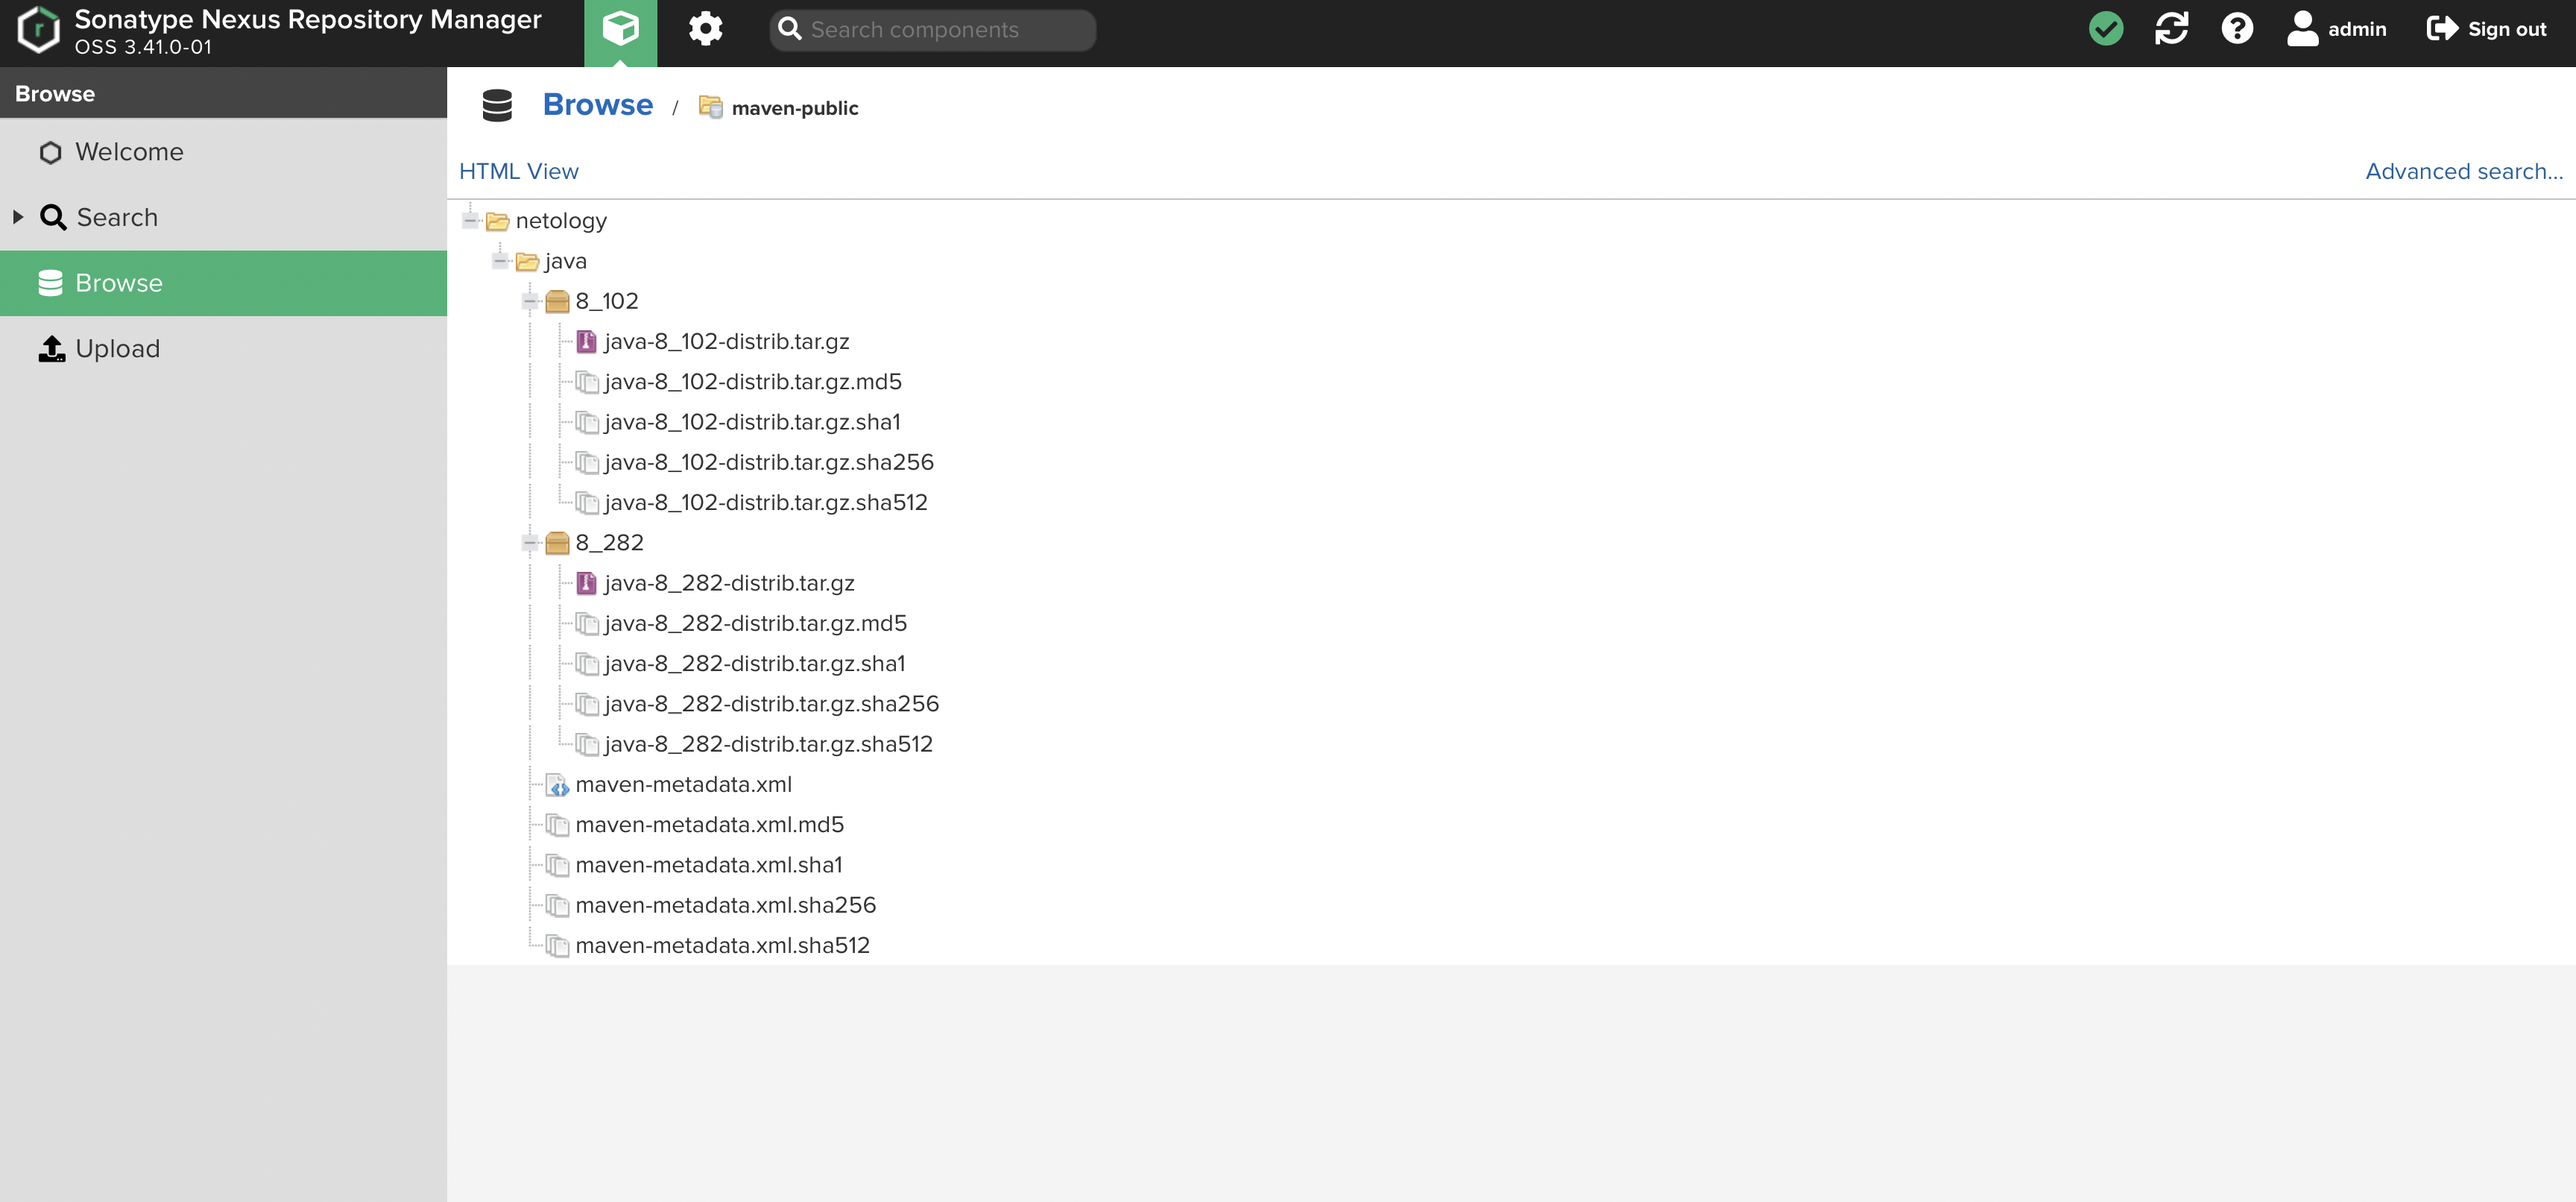 Sonatype Nexus Repository Manager
OSS 3.41.0-01
Search components
admin
Sign out
Browse
Welcome
Search
Browse
Upload
Browse / maven-public
HTML View
Advanced search...
netology
java
8_102
java-8_102-distrib.tar.gz
java-8_102-distrib.tar.gz.md5
java-8_102-distrib.tar.gz.sha1
java-8_102-distrib.tar.gz.sha256
java-8_102-distrib.tar.gz.sha512
8_282
java-8_282-distrib.tar.gz
java-8_282-distrib.tar.gz.md5
java-8_282-distrib.tar.gz.sha1
java-8_282-distrib.tar.gz.sha256
java-8_282-distrib.tar.gz.sha512
maven-metadata.xml
maven-metadata.xml.md5
maven-metadata.xml.sha1
maven-metadata.xml.sha256
maven-metadata.xml.sha512